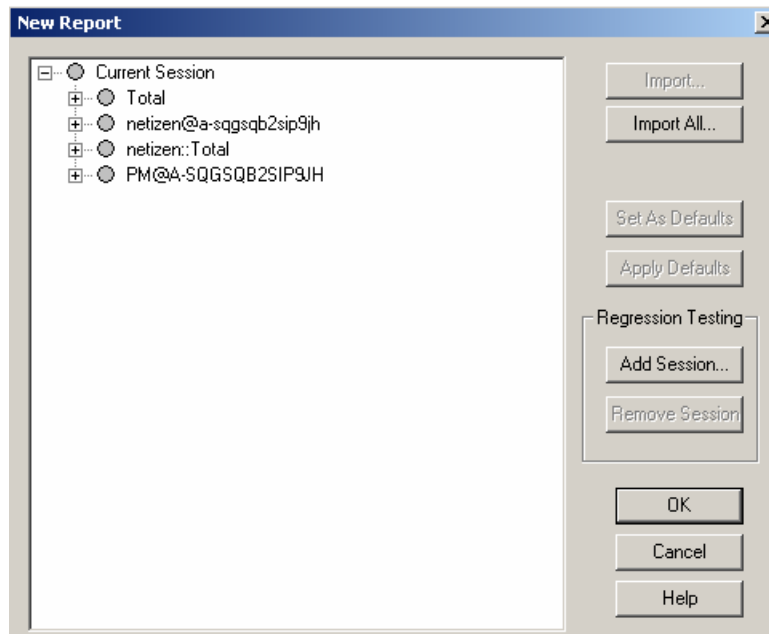 New Report
Current Session
Total
netizen@a-sqgsqb2sip9jh
netizen::Total
PM@A-SQGSQB2SIP9JH
Import...
Import All...
Set As Defaults
Apply Defaults
Regression Testing
Add Session...
Remove Session
OK
Cancel
Help